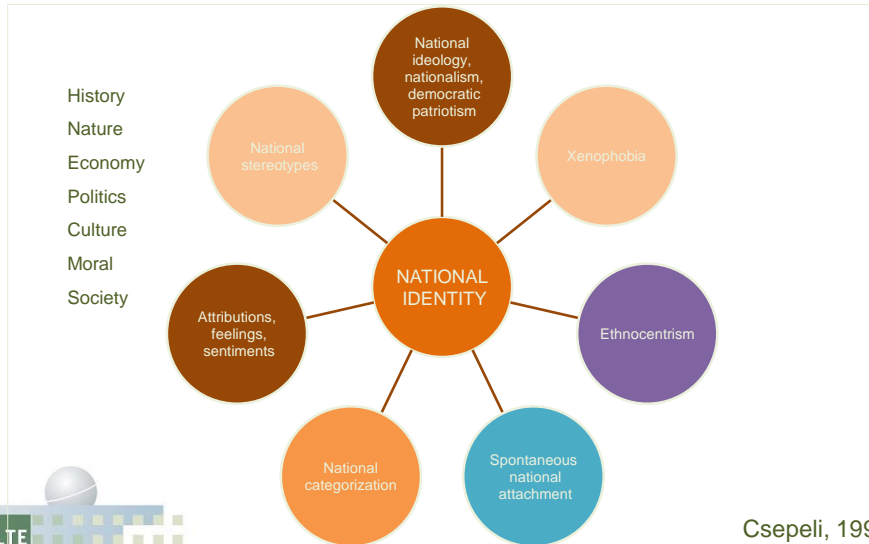 History
Nature
Economy
Politics
Culture
Moral
Society
National
ideology,
nationalism,
democratic
patriotism
National
stereotypes
Xenophobia
NATIONAL
IDENTITY
Attributions,
feelings,
sentiments
Ethnocentrism
National
categorization
Spontaneous
national
attachment
Csepeli, 199